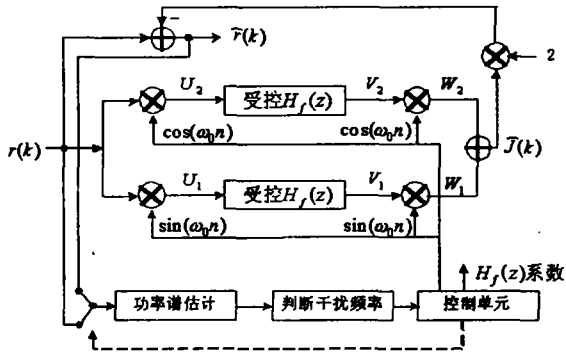 −
r̂(k)
2
U₂
受控H_f(z)
V₂
W₂
cos(ω₀n)
cos(ω₀n)
r(k)
Ĵ(k)
U₁
受控H_f(z)
V₁
W₁
sin(ω₀n)
sin(ω₀n)
H_f(z)系数
功率谱估计
判断干扰频率
控制单元